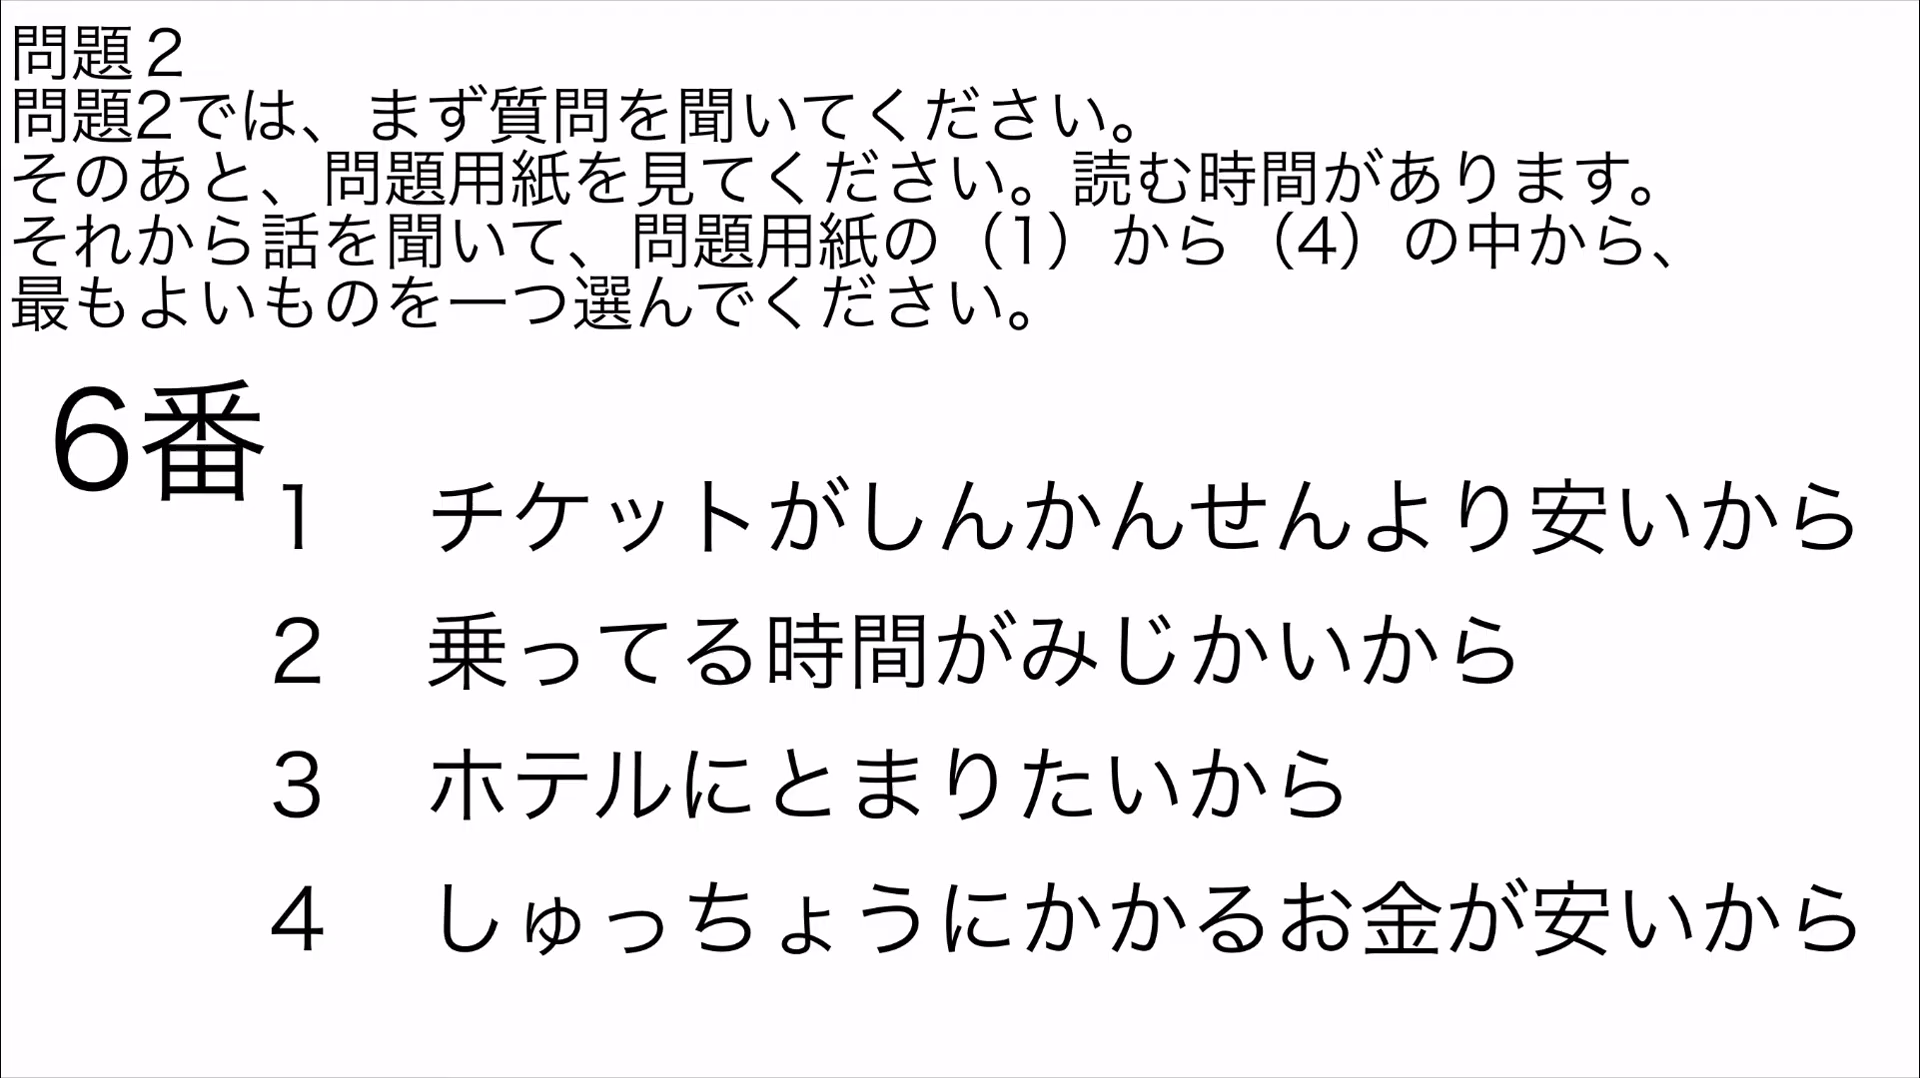 問題２
問題2では、まず質問を聞いてください。
そのあと、問題用紙を見てください。読む時間があります。
それから話を聞いて、問題用紙の（1）から（4）の中から、
最もよいものを一つ選んでください。
6番
1　チケットがしんかんせんより安いから
2　乗ってる時間がみじかいから
3　ホテルにとまりたいから
4　しゅっちょうにかかるお金が安いから